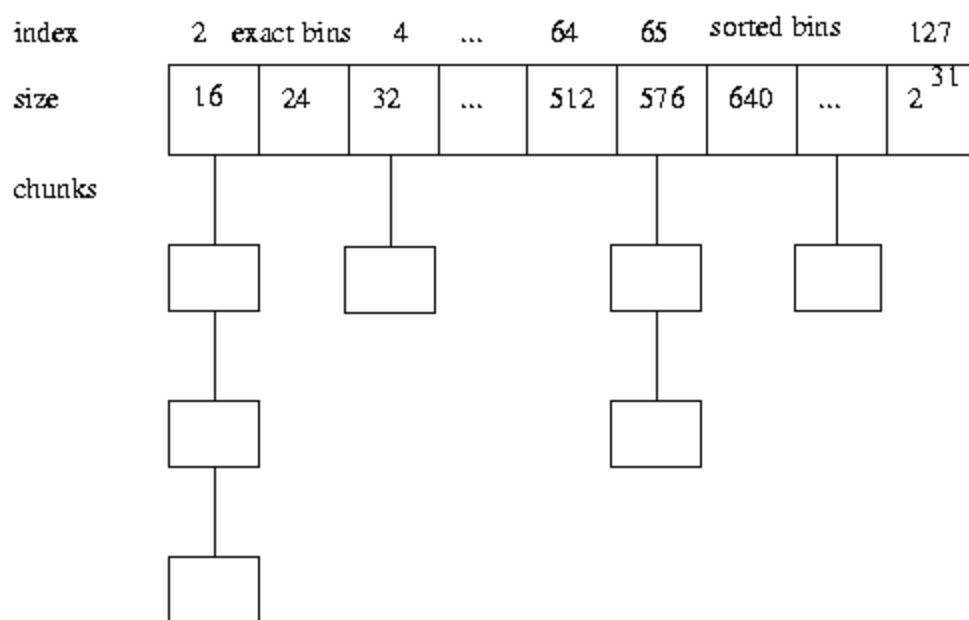 index 2 exact bins 4 ... 64 65 sorted bins 127
size 16 24 32 ... 512 576 640 ... 2^31
chunks